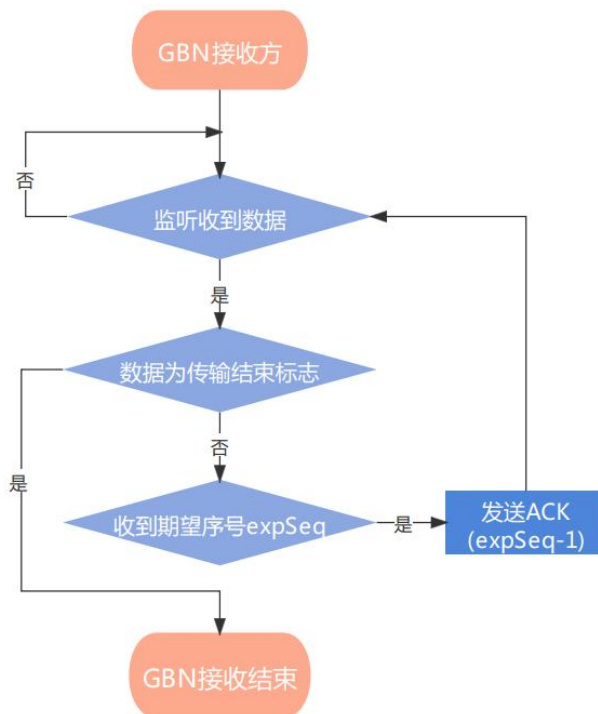 GBN接收方
否
监听收到数据
是
数据为传输结束标志
是
否
收到期望序号expSeq
是
发送ACK
(expSeq-1)
GBN接收结束